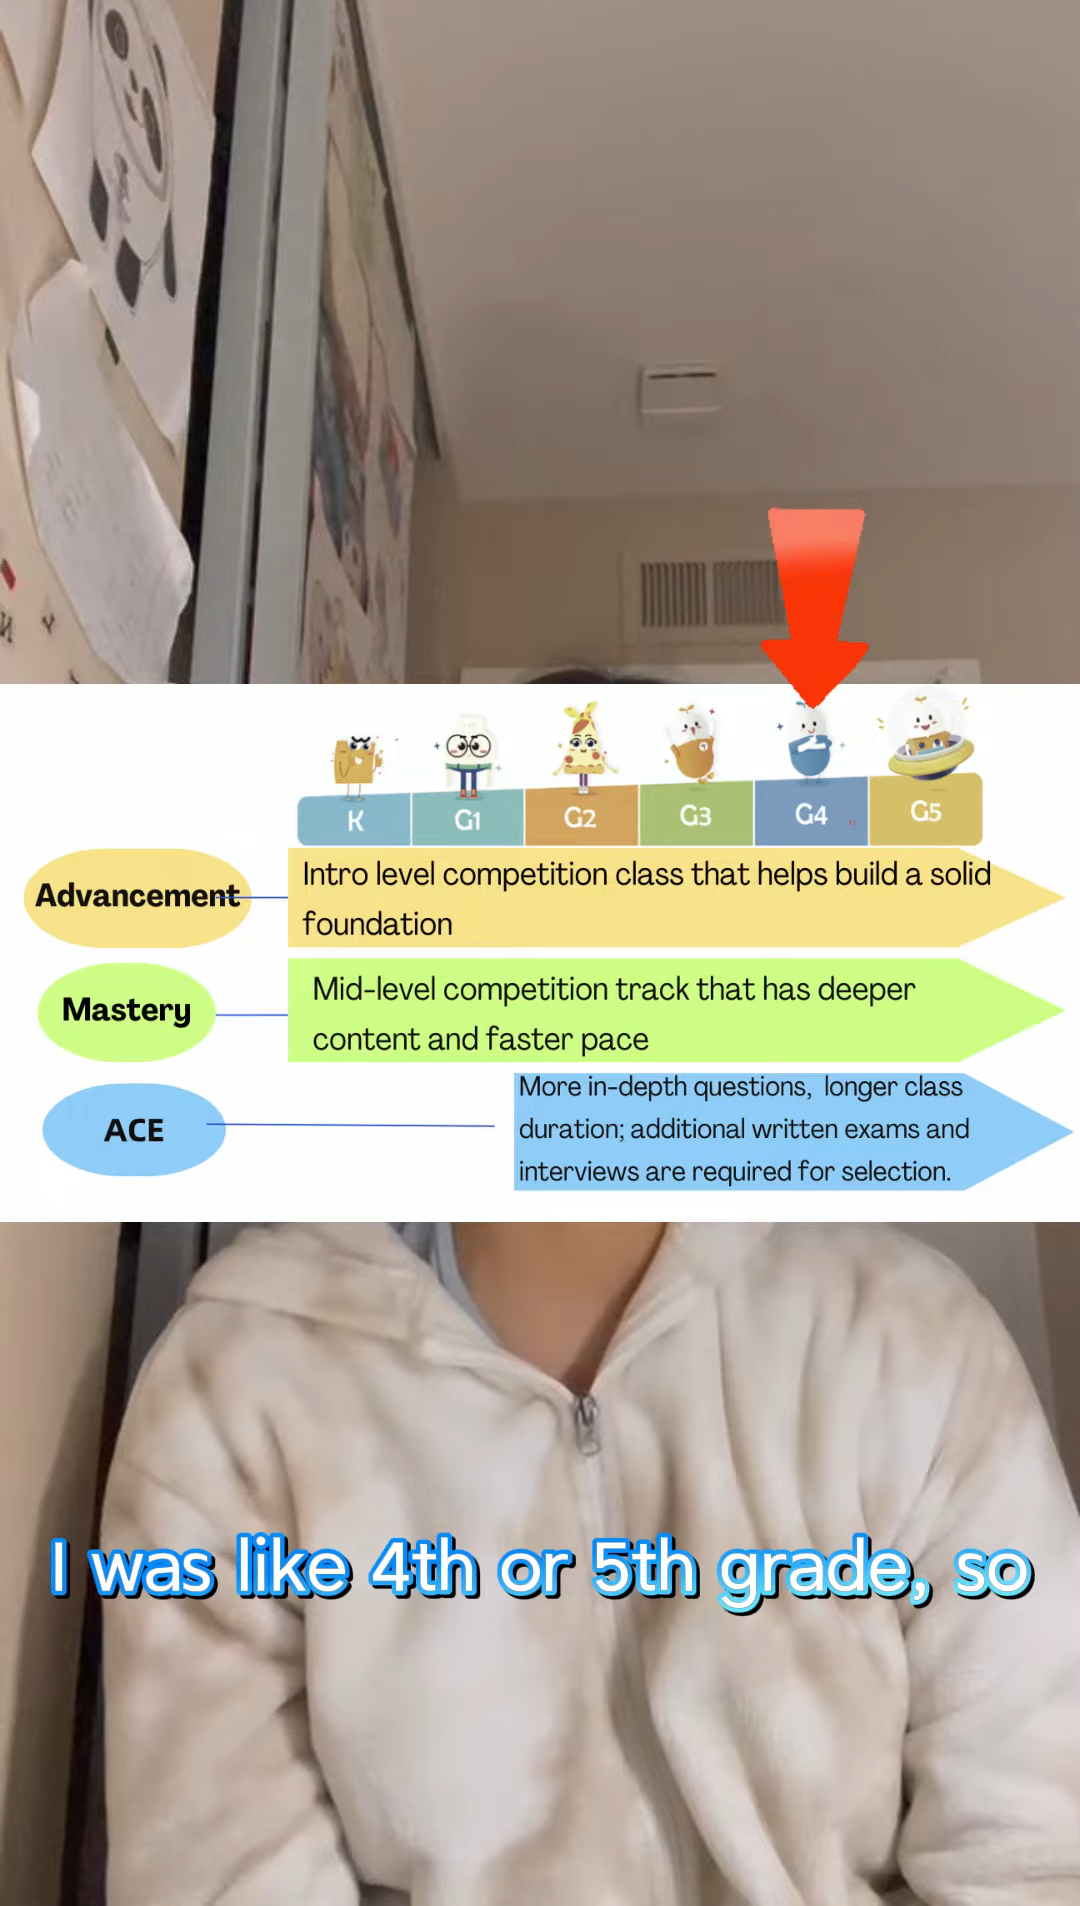 K G1 G2 G3 G4 G5
Advancement
Intro level competition class that helps build a solid
foundation
Mastery
Mid-level competition track that has deeper
content and faster pace
ACE
More in-depth questions, longer class
duration; additional written exams and
interviews are required for selection.
I was like 4th or 5th grade, so